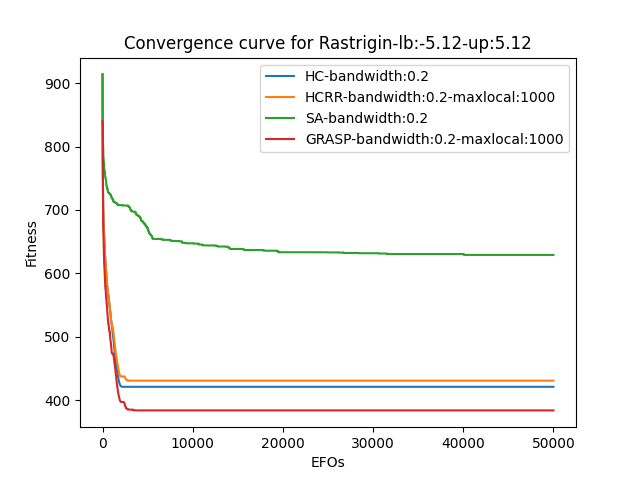 Convergence curve for Rastrigin-lb:-5.12-up:5.12
HC-bandwidth:0.2
HCRR-bandwidth:0.2-maxlocal:1000
SA-bandwidth:0.2
GRASP-bandwidth:0.2-maxlocal:1000
Fitness
900
800
700
600
500
400
0 10000 20000 30000 40000 50000
EFOs